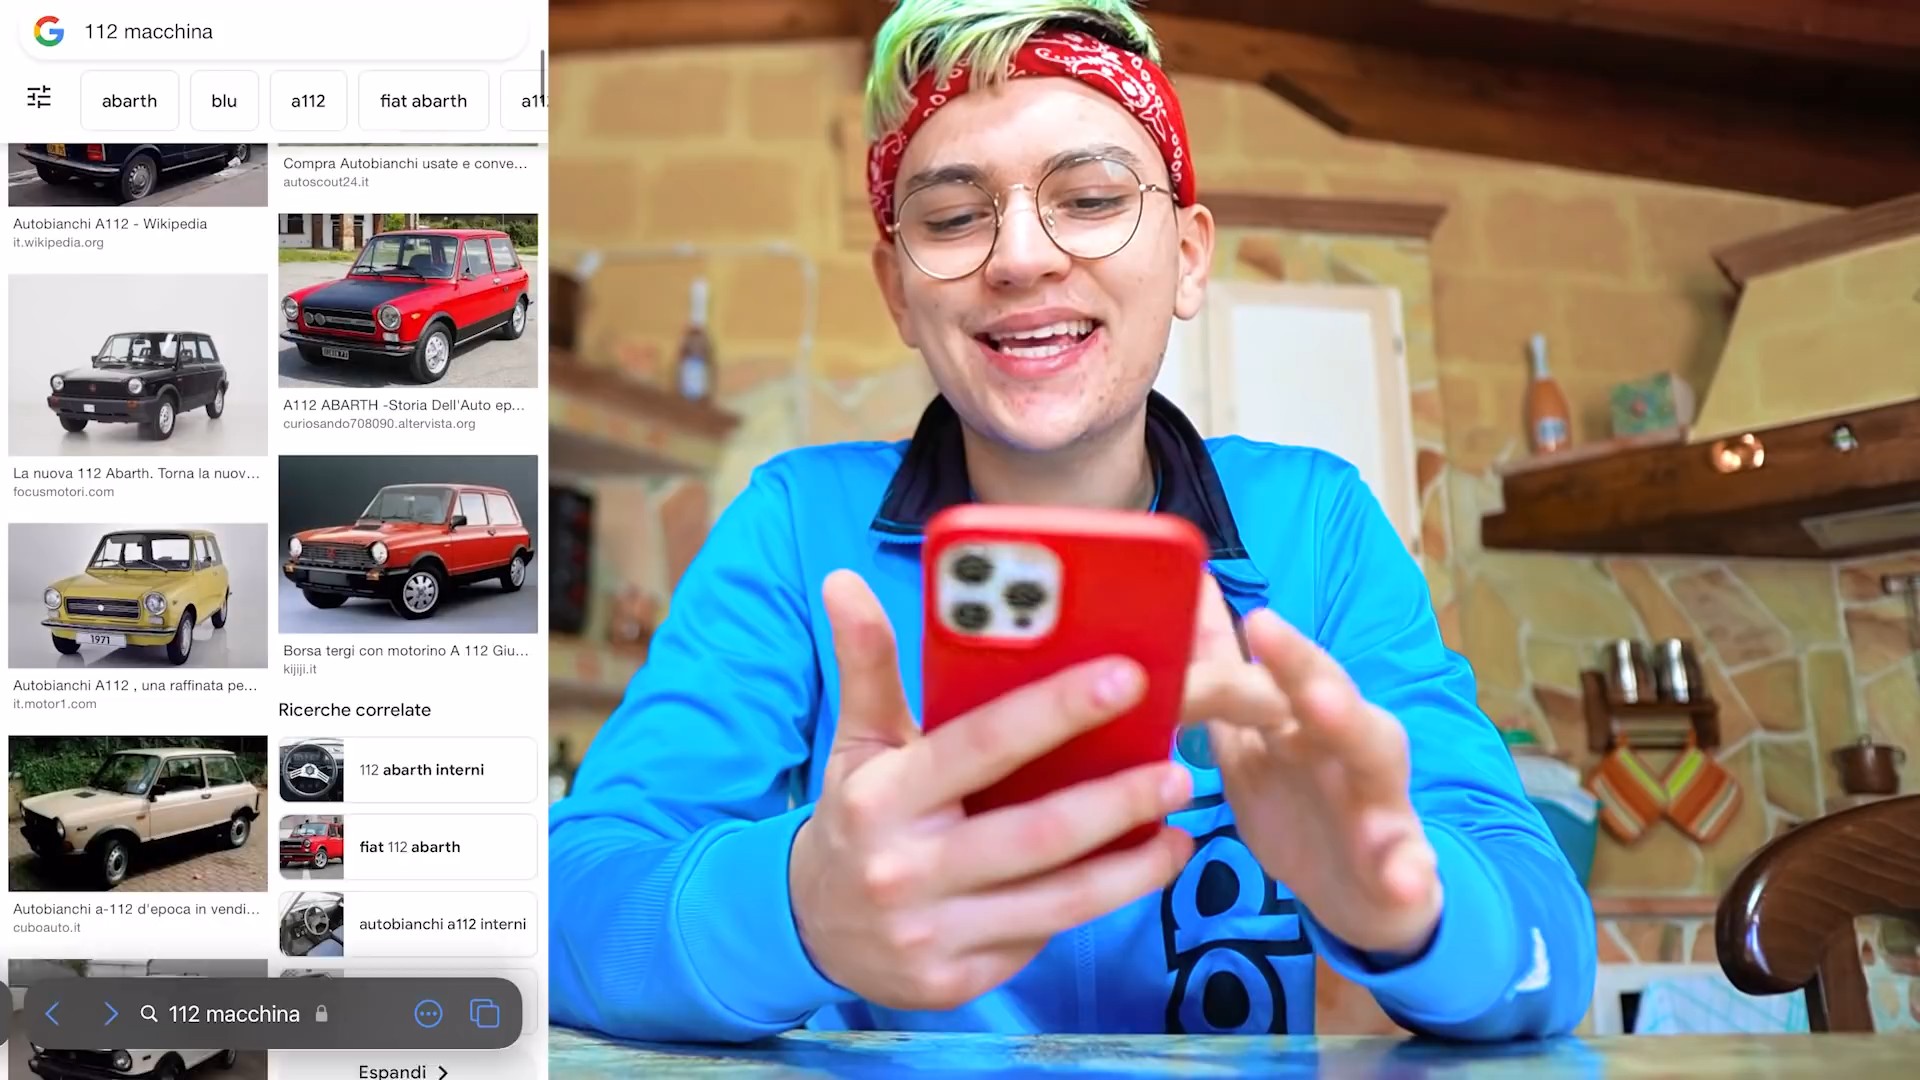 112 macchina
abarth
blu
a112
fiat abarth
a11
Autobianchi A112 - Wikipedia
it.wikipedia.org
La nuova 112 Abarth. Torna la nuov...
focusmotori.com
1971
Autobianchi A112 , una raffinata pe...
it.motor1.com
Autobianchi a-112 d'epoca in vendi...
cuboauto.it
Compra Autobianchi usate e conve...
autoscout24.it
A112 ABARTH -Storia Dell'Auto ep...
curiosando708090.altervista.org
Borsa tergi con motorino A 112 Giu...
kijiji.it
Ricerche correlate
112 abarth interni
fiat 112 abarth
autobianchi a112 interni
112 macchina
Espandi